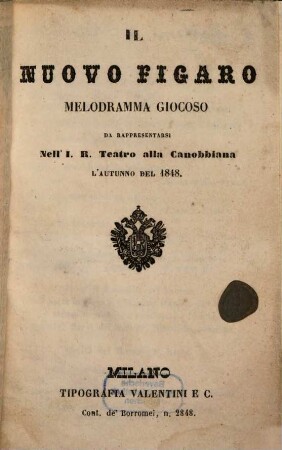 IL
NUOVO FIGARO
MELODRAMMA GIOCOSO
DA RAPPRESENTARSI
Nell' I. R. Teatro alla Canobbiana
L'AUTUNNO DEL 1848.
MILANO
TIPOGRAFIA VALENTINI E C.
Cont. de' Borromei, n. 2848.